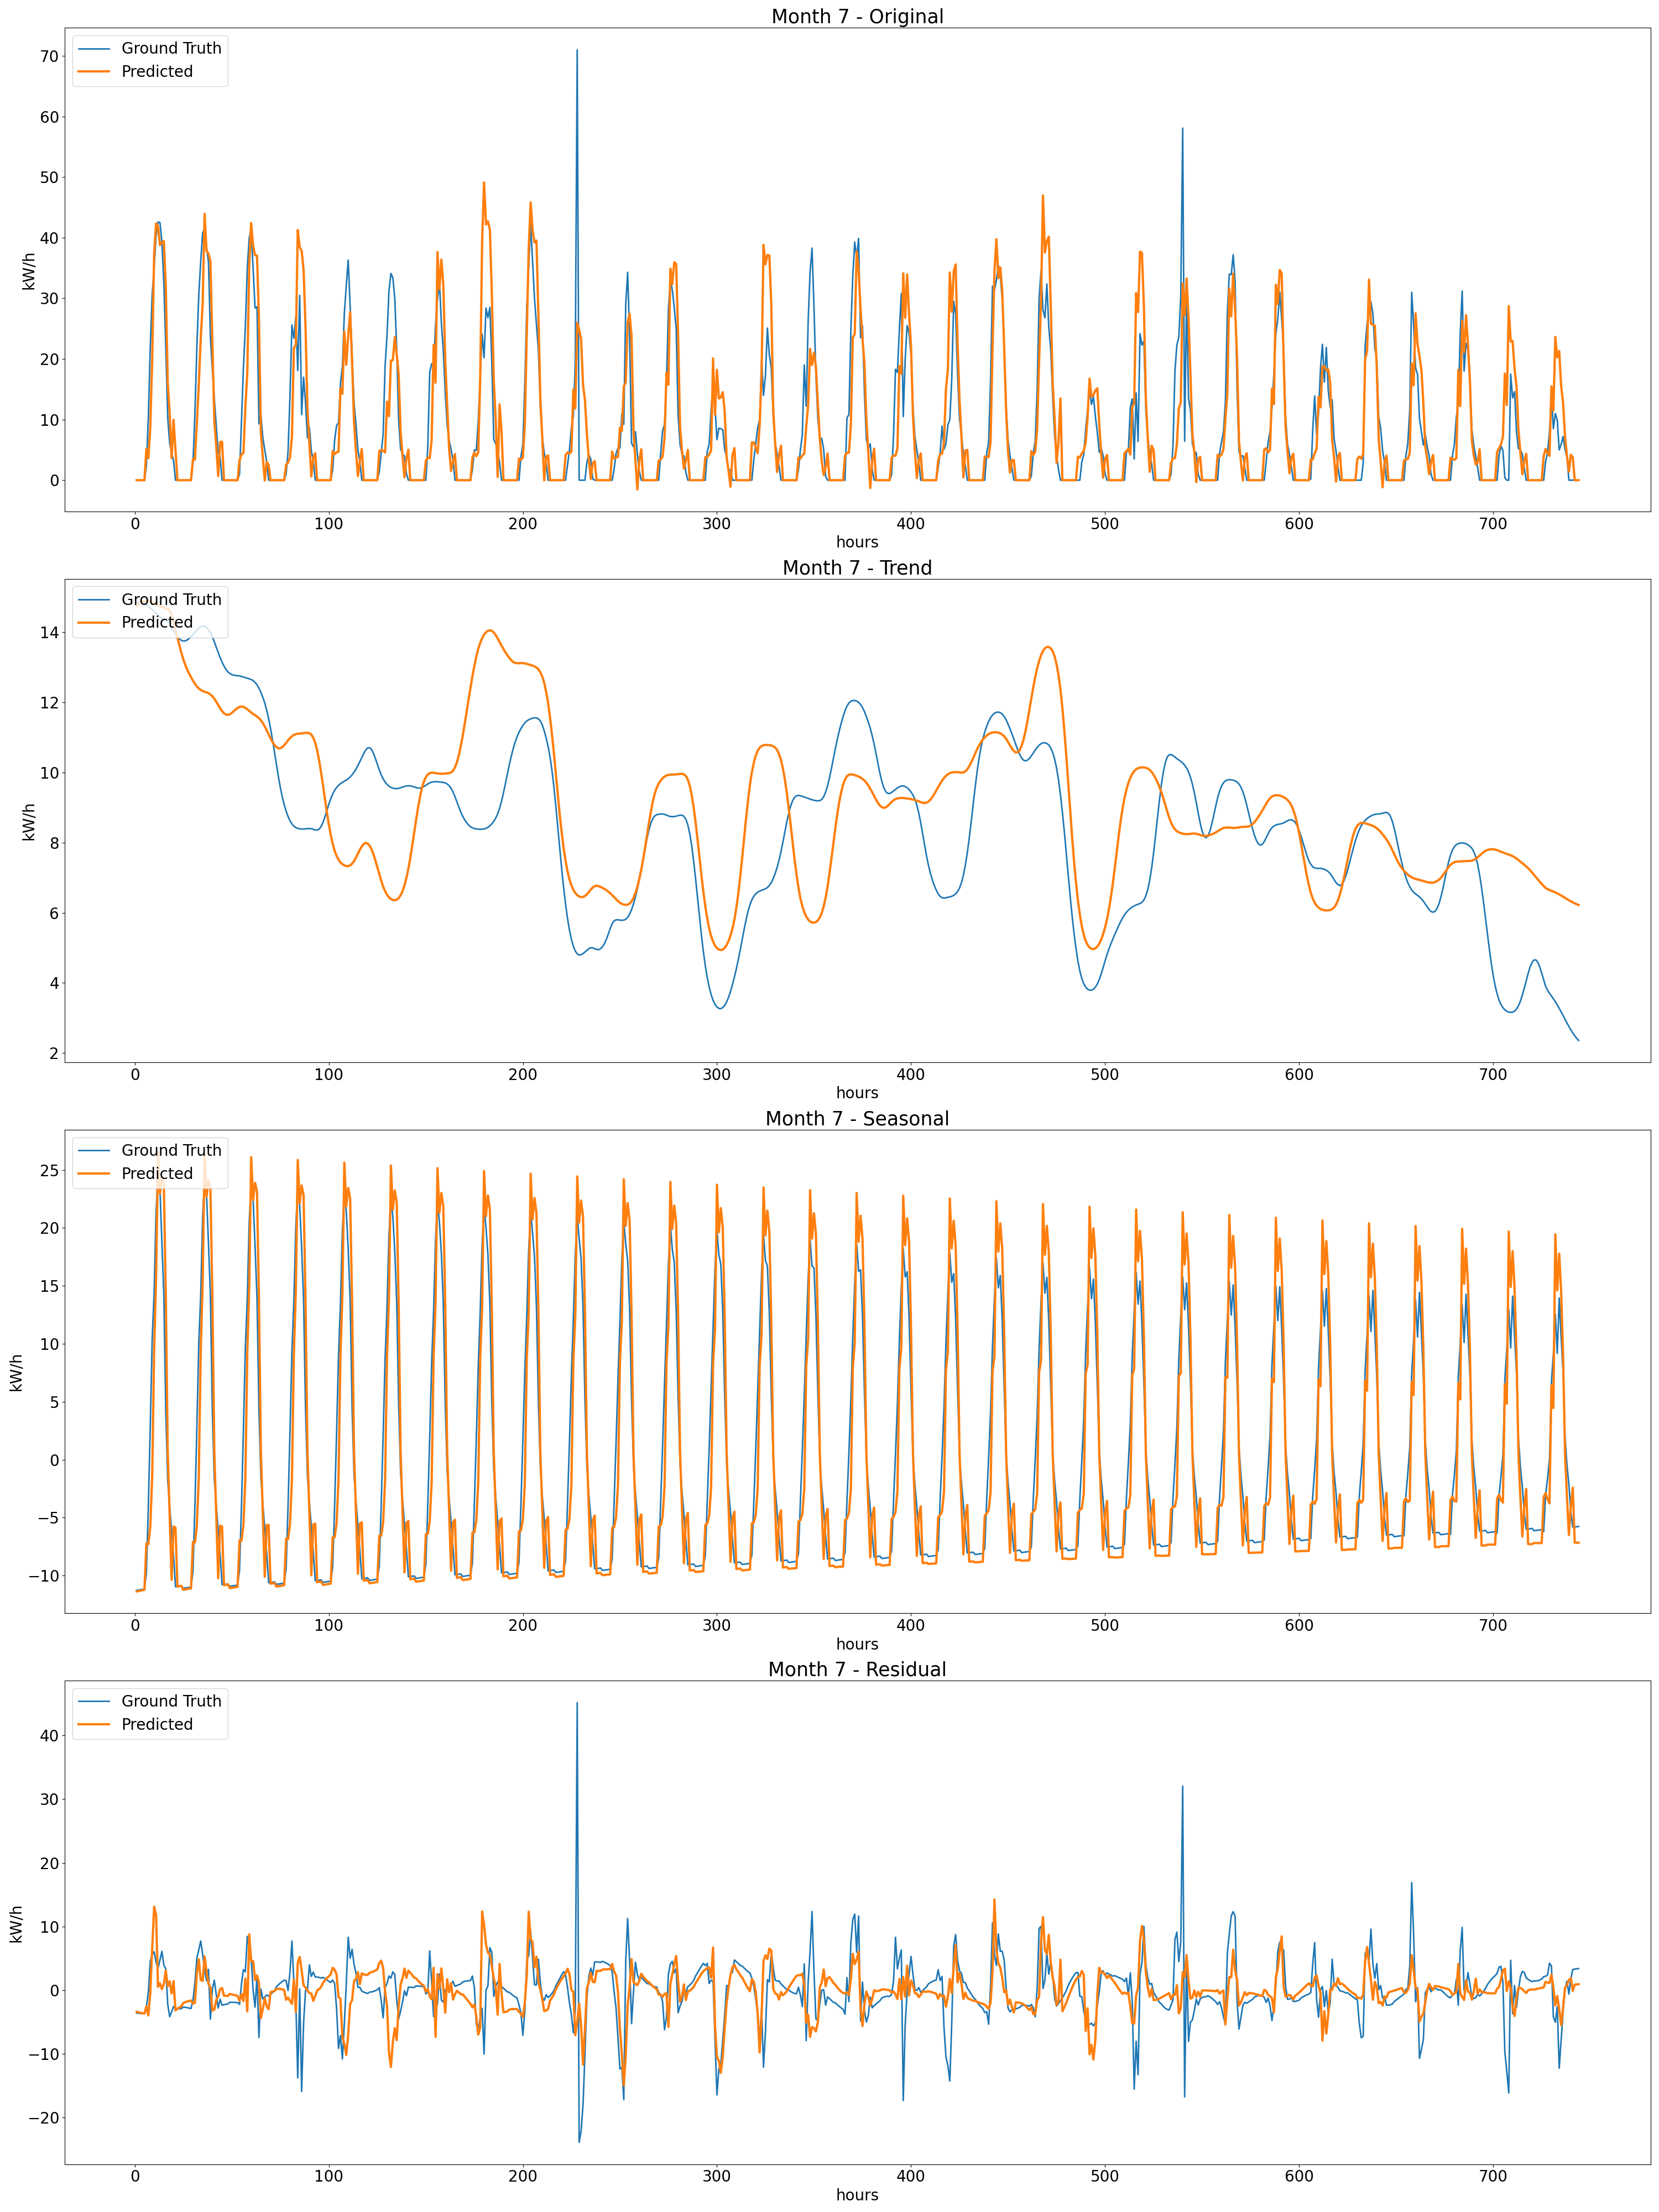 Month 7 - Original
Ground Truth
Predicted
kW/h
70
60
50
40
30
20
10
0
0 100 200 300 400 500 600 700
hours
Month 7 - Trend
Ground Truth
Predicted
kW/h
14
12
10
8
6
4
2
0 100 200 300 400 500 600 700
hours
Month 7 - Seasonal
Ground Truth
Predicted
kW/h
25
20
15
10
5
0
−5
−10
0 100 200 300 400 500 600 700
hours
Month 7 - Residual
Ground Truth
Predicted
kW/h
40
30
20
10
0
−10
−20
0 100 200 300 400 500 600 700
hours